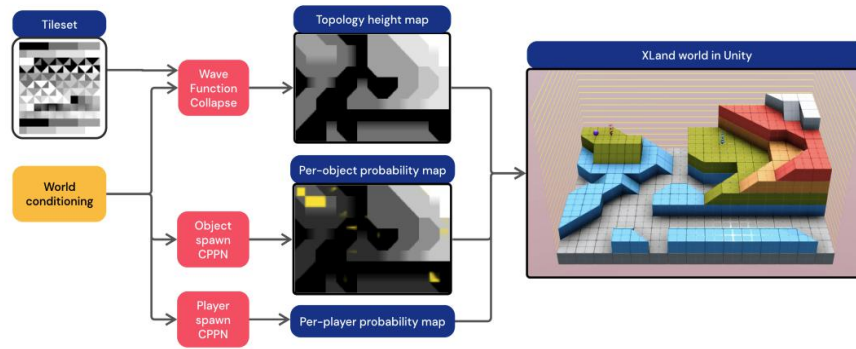 Tileset
Topology height map
XLand world in Unity
Wave
Function
Collapse
World
conditioning
Per-object probability map
Object
spawn
CPPN
Player
spawn
CPPN
Per-player probability map